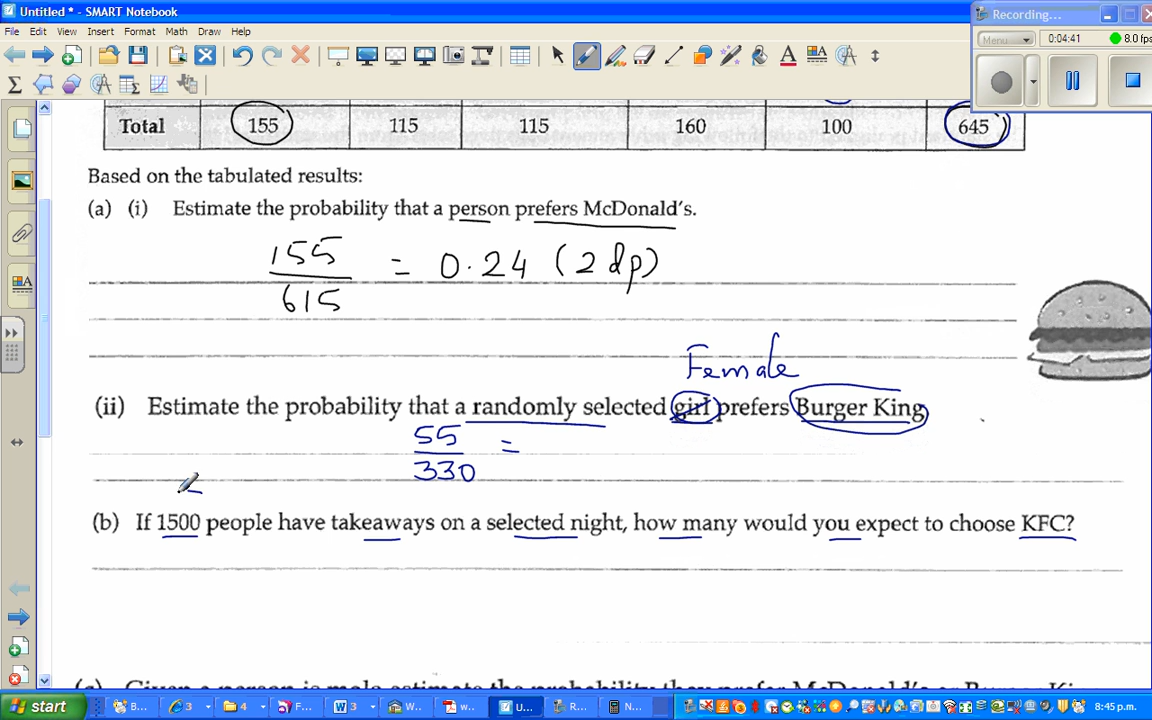 Untitled * - SMART Notebook
Recording...
File Edit View Insert Format Math Draw Help
Menu
0:04:41
8.0 fps
Total 155 115 115 160 100 645
Based on the tabulated results:
(a) (i) Estimate the probability that a person prefers McDonald's.
155
= 0.24 (2 dp)
615
Female
(ii) Estimate the probability that a randomly selected girl prefers Burger King
55
=
330
(b) If 1500 people have takeaways on a selected night, how many would you expect to choose KFC?
start
B...
3
4
F...
W 3
W...
w...
U...
R...
N...
8:45 p.m.